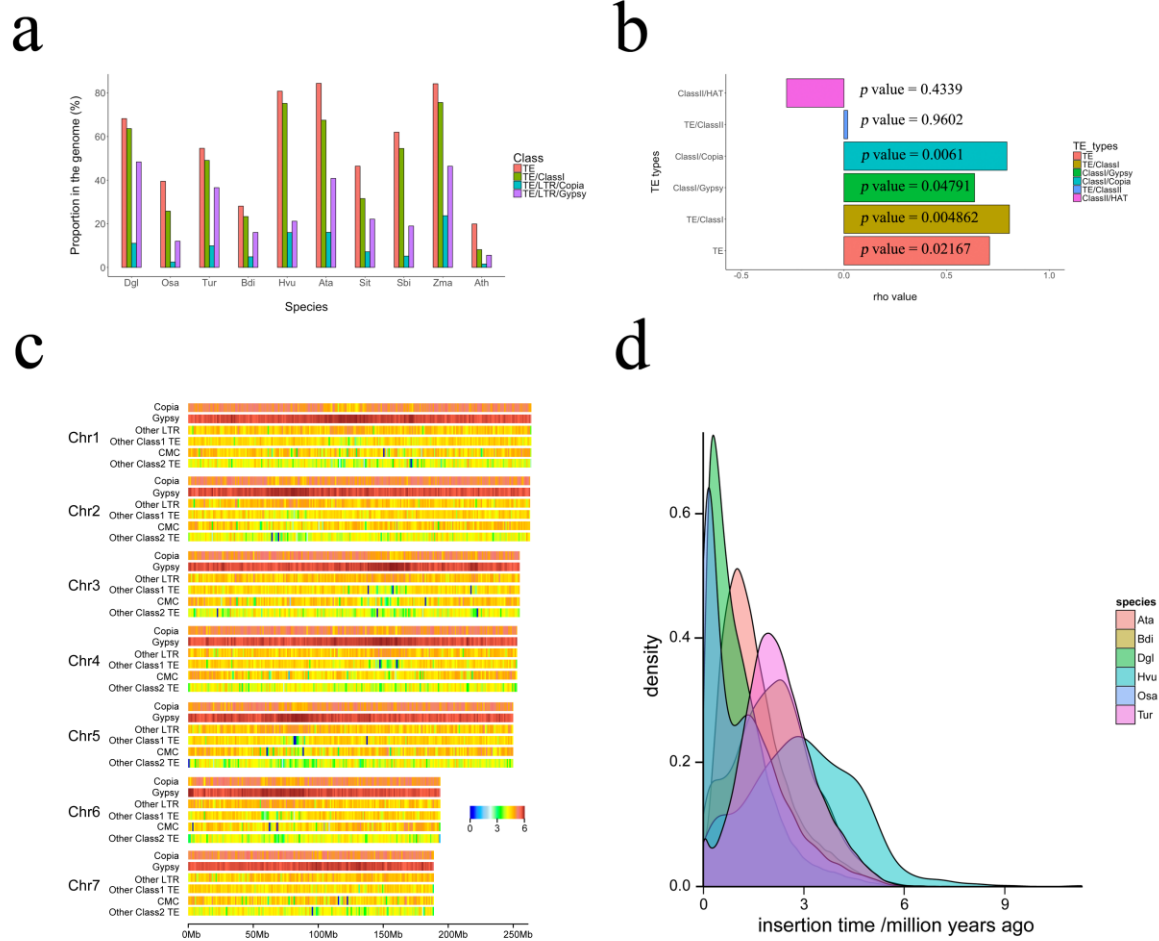 a
Proportion in the genome (%)
80
60
40
20
0
Dgl Osa Tur Bdi Hvu Ata Sit Sbi Zma Ath
Species
Class
TE
TE/ClassI
TE/LTR/Copia
TE/LTR/Gypsy
b
TE types
ClassII/HAT
TE/ClassII
ClassI/Copia
ClassI/Gypsy
TE/ClassI
TE
p value = 0.4339
p value = 0.9602
p value = 0.0061
p value = 0.04791
p value = 0.004862
p value = 0.02167
-0.5 0.0 0.5 1.0
rho value
TE_types
TE
TE/ClassI
ClassI/Gypsy
ClassI/Copia
TE/ClassII
ClassII/HAT
c
Chr1
Copia
Gypsy
Other LTR
Other Class1 TE
CMC
Other Class2 TE
Chr2
Copia
Gypsy
Other LTR
Other Class1 TE
CMC
Other Class2 TE
Chr3
Copia
Gypsy
Other LTR
Other Class1 TE
CMC
Other Class2 TE
Chr4
Copia
Gypsy
Other LTR
Other Class1 TE
CMC
Other Class2 TE
Chr5
Copia
Gypsy
Other LTR
Other Class1 TE
CMC
Other Class2 TE
Chr6
Copia
Gypsy
Other LTR
Other Class1 TE
CMC
Other Class2 TE
Chr7
Copia
Gypsy
Other LTR
Other Class1 TE
CMC
Other Class2 TE
0 3 6
0Mb 50Mb 100Mb 150Mb 200Mb 250Mb
d
density
0.6
0.4
0.2
0.0
0 3 6 9
insertion time /million years ago
species
Ata
Bdi
Dgl
Hvu
Osa
Tur